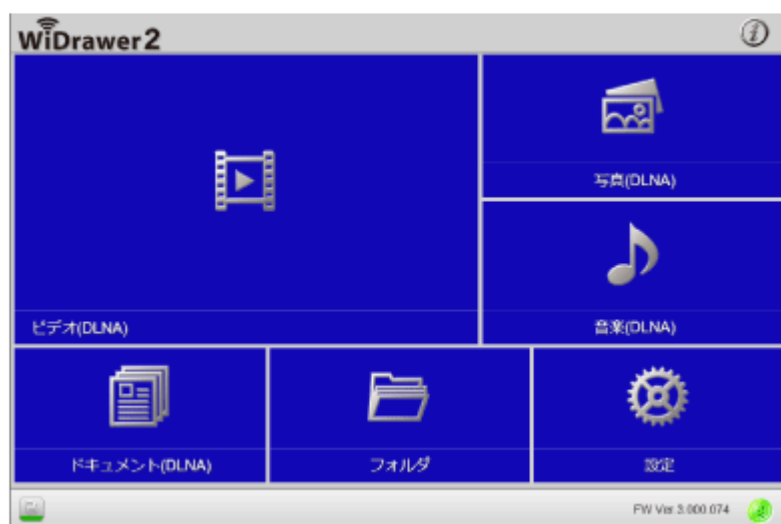 WiDrawer2
写真(DLNA)
ビデオ(DLNA)
音楽(DLNA)
ドキュメント(DLNA)
フォルダ
設定
FW Ver 3.000.074